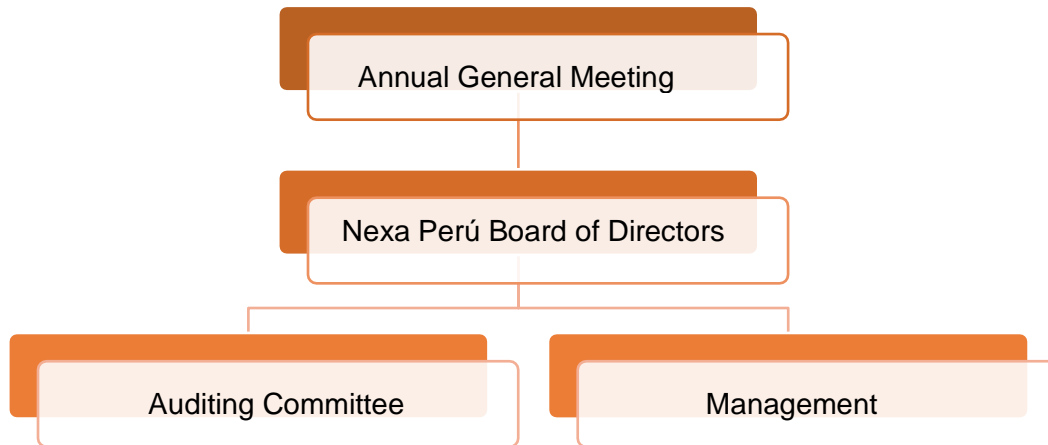 Annual General Meeting
Nexa Perú Board of Directors
Auditing Committee
Management